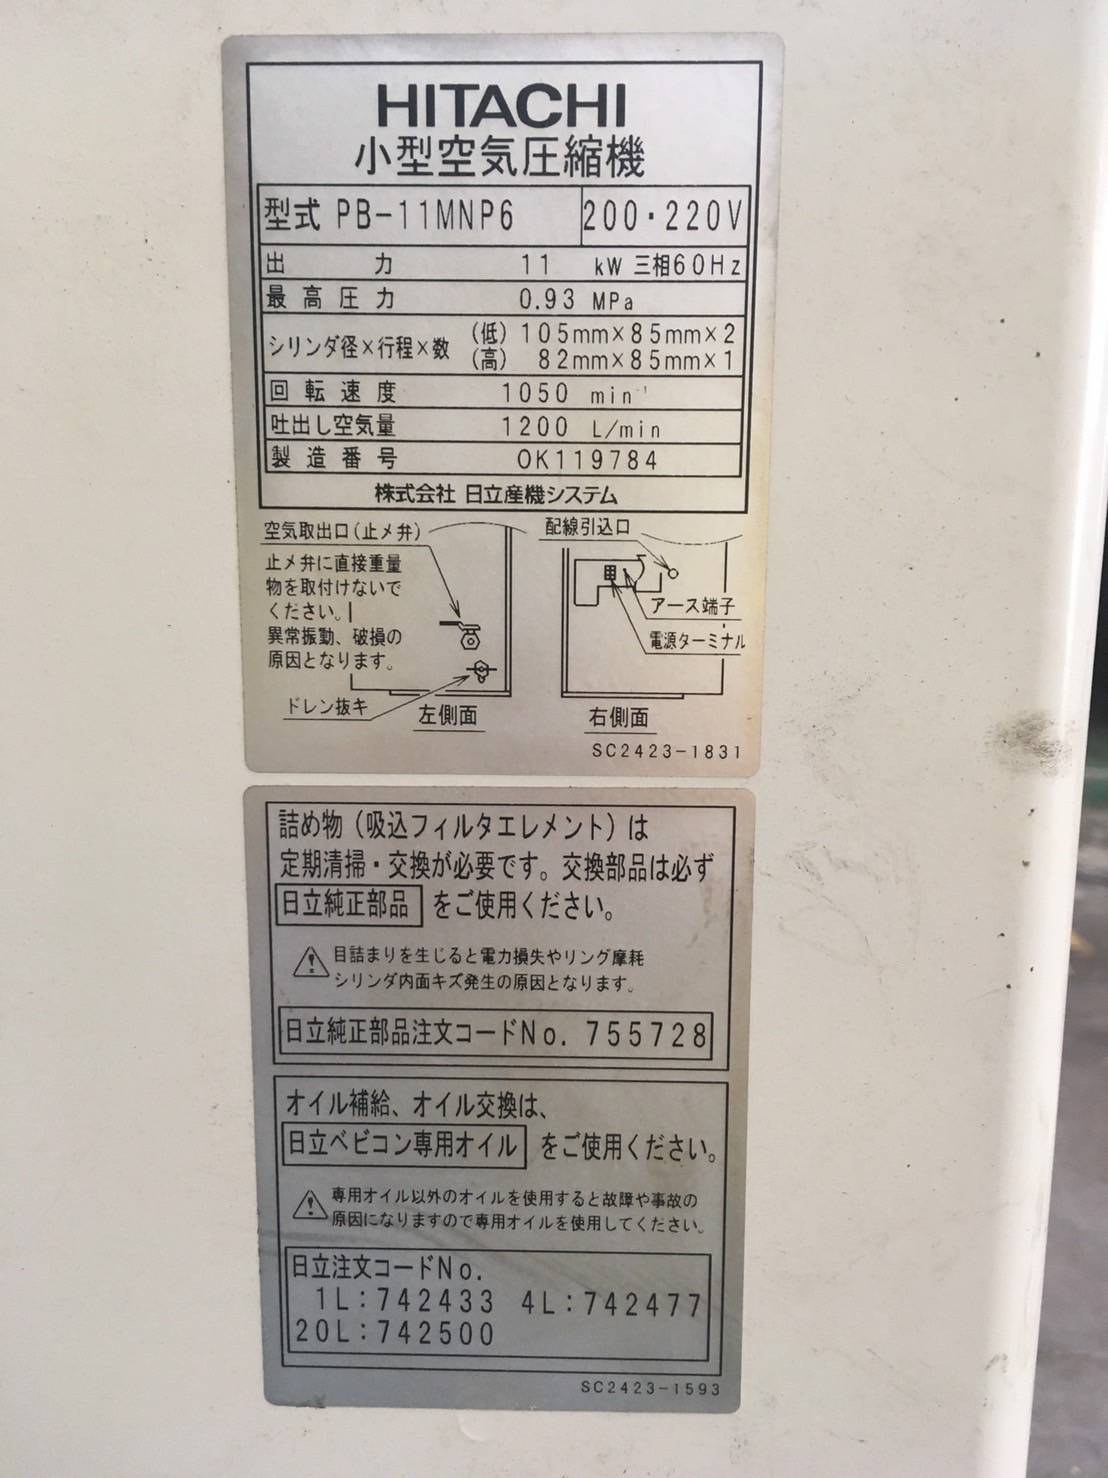 HITACHI
小型空気圧縮機
型式 PB-11MNP6 200・220V
出力 11 kW 三相60Hz
最高圧力 0.93 MPa
シリンダ径×行程×数 (低) 105mm×85mm×2
(高) 82mm×85mm×1
回転速度 1050 min⁻¹
吐出し空気量 1200 L/min
製造番号 OK119784
株式会社 日立産機システム
空気取出口(止メ弁)
止メ弁に直接重量
物を取付けないで
ください。
異常振動、破損の
原因となります。
ドレン抜キ
左側面
配線引込口
アース端子
電源ターミナル
右側面
SC2423-1831
詰め物(吸込フィルタエレメント)は
定期清掃・交換が必要です。交換部品は必ず
日立純正部品 をご使用ください。
目詰まりを生じると電力損失やリング摩耗
シリンダ内面キズ発生の原因となります。
日立純正部品注文コードNo. 755728
オイル補給、オイル交換は、
日立ベビコン専用オイル をご使用ください。
専用オイル以外のオイルを使用すると故障や事故の
原因になりますので専用オイルを使用してください。
日立注文コードNo.
1L:742433 4L:742477
20L:742500
SC2423-1593